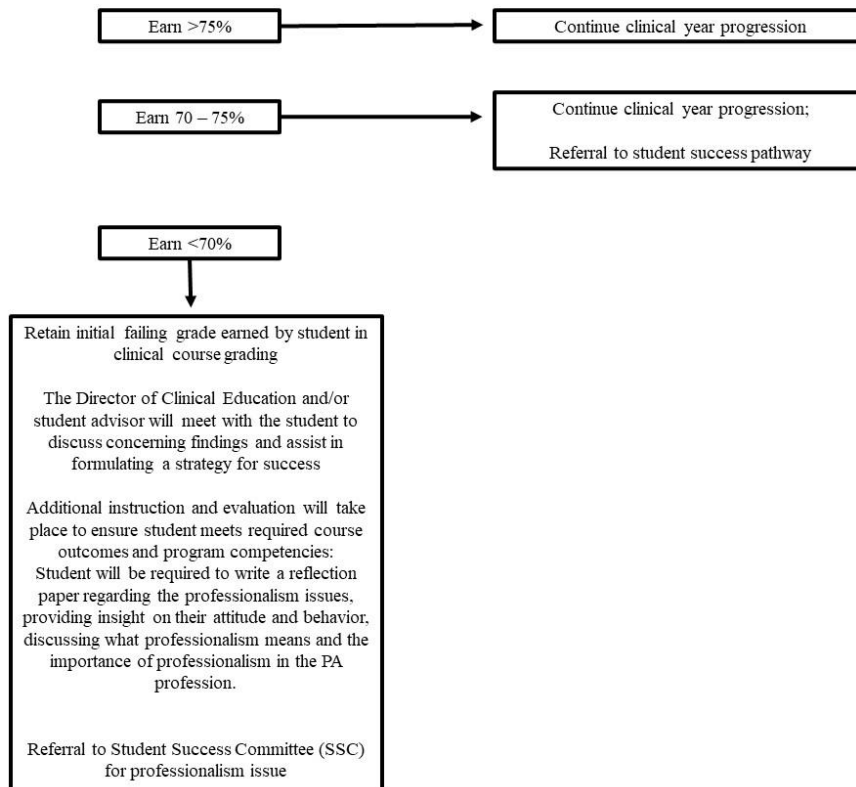 Earn >75%
Continue clinical year progression
Earn 70 – 75%
Continue clinical year progression;
Referral to student success pathway
Earn <70%
Retain initial failing grade earned by student in
clinical course grading
The Director of Clinical Education and/or
student advisor will meet with the student to
discuss concerning findings and assist in
formulating a strategy for success
Additional instruction and evaluation will take
place to ensure student meets required course
outcomes and program competencies:
Student will be required to write a reflection
paper regarding the professionalism issues,
providing insight on their attitude and behavior,
discussing what professionalism means and the
importance of professionalism in the PA
profession.
Referral to Student Success Committee (SSC)
for professionalism issue